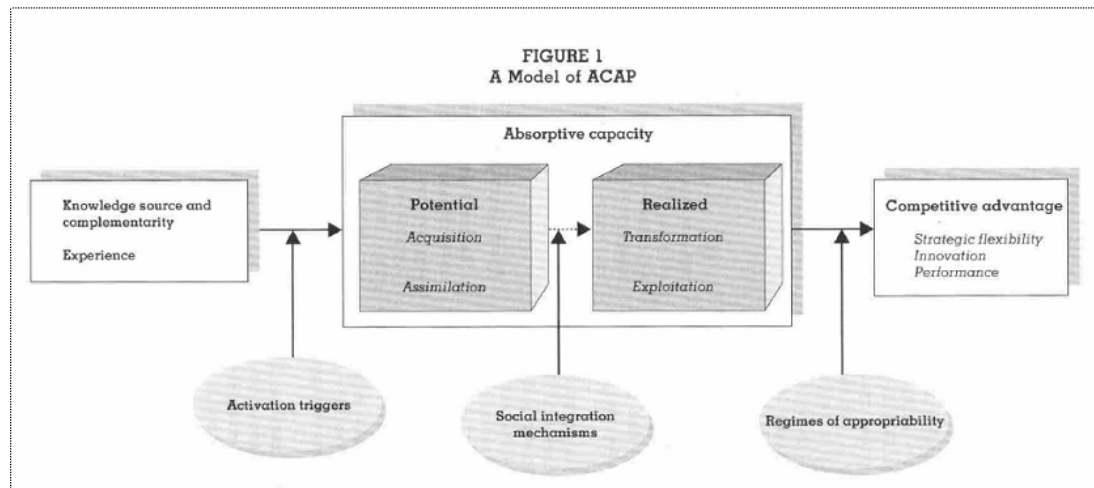 FIGURE 1
A Model of ACAP
Absorptive capacity
Knowledge source and
complementarity
Experience
Potential
Acquisition
Assimilation
Realized
Transformation
Exploitation
Competitive advantage
Strategic flexibility
Innovation
Performance
Activation triggers
Social integration
mechanisms
Regimes of appropriability